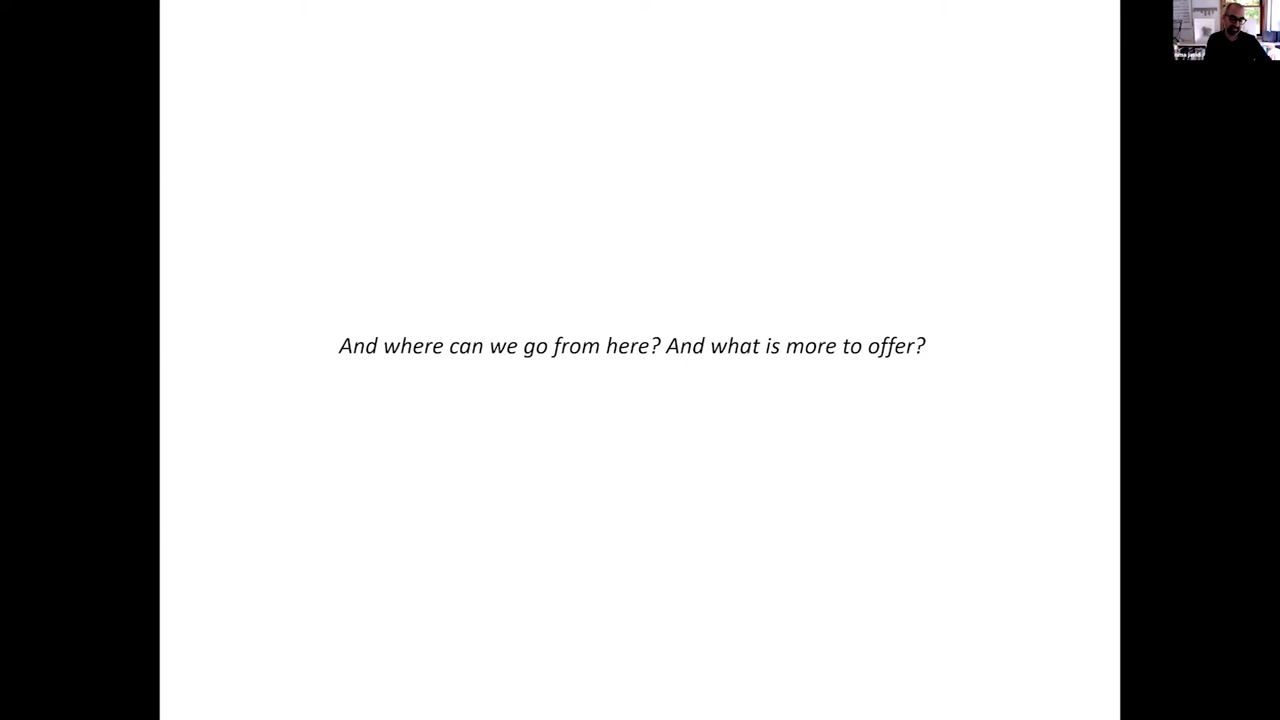 And where can we go from here? And what is more to offer?